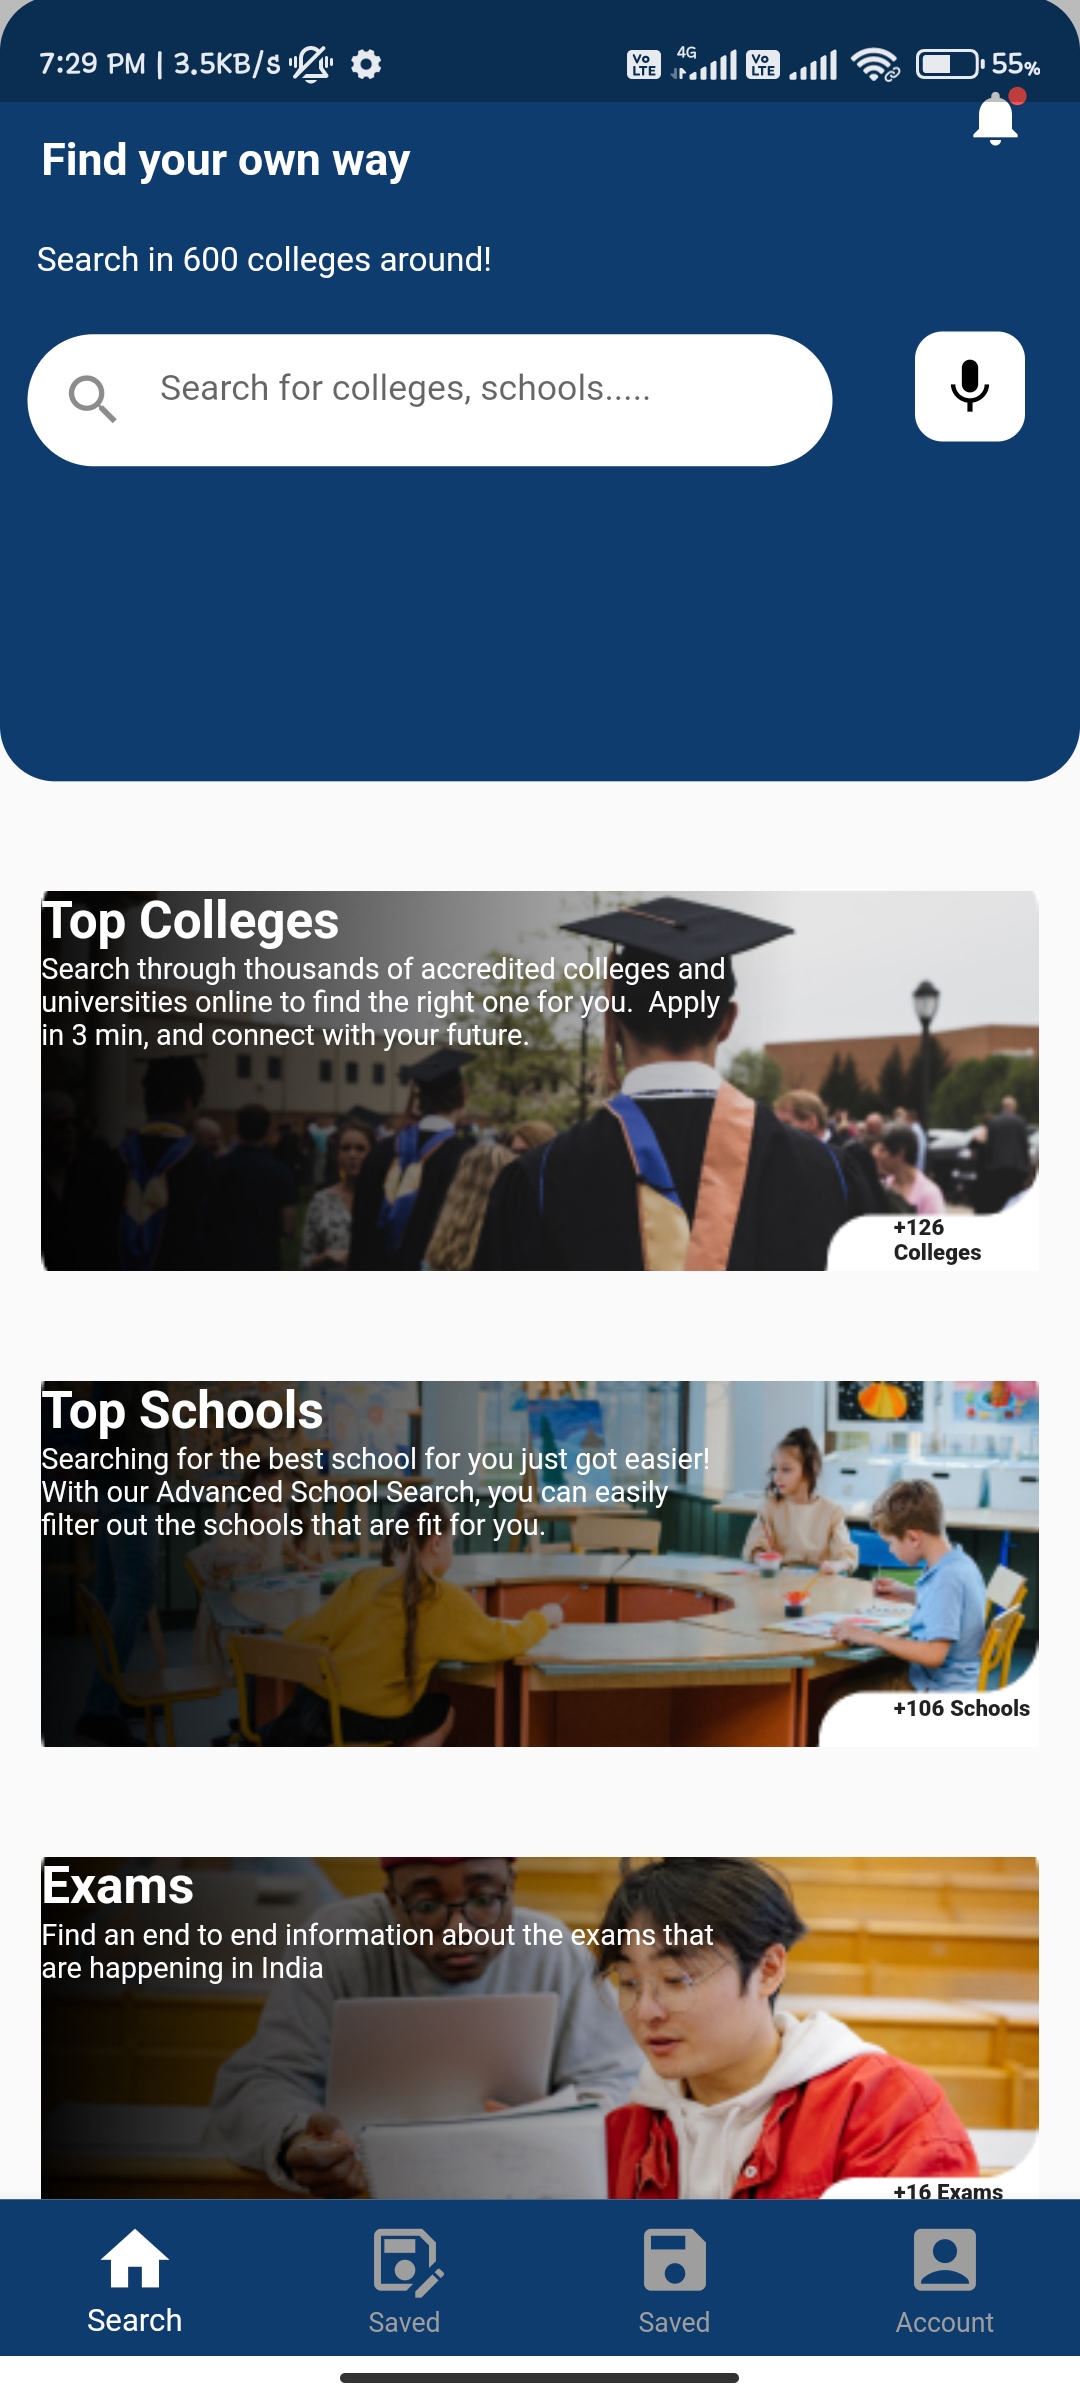 7:29 PM | 3.5KB/s
Vo LTE 4G Vo LTE 55%
Find your own way
Search in 600 colleges around!
Search for colleges, schools.....
Top Colleges
Search through thousands of accredited colleges and
universities online to find the right one for you.  Apply
in 3 min, and connect with your future.
+126
Colleges
Top Schools
Searching for the best school for you just got easier!
With our Advanced School Search, you can easily
filter out the schools that are fit for you.
+106 Schools
Exams
Find an end to end information about the exams that
are happening in India
+16 Exams
Search Saved Saved Account